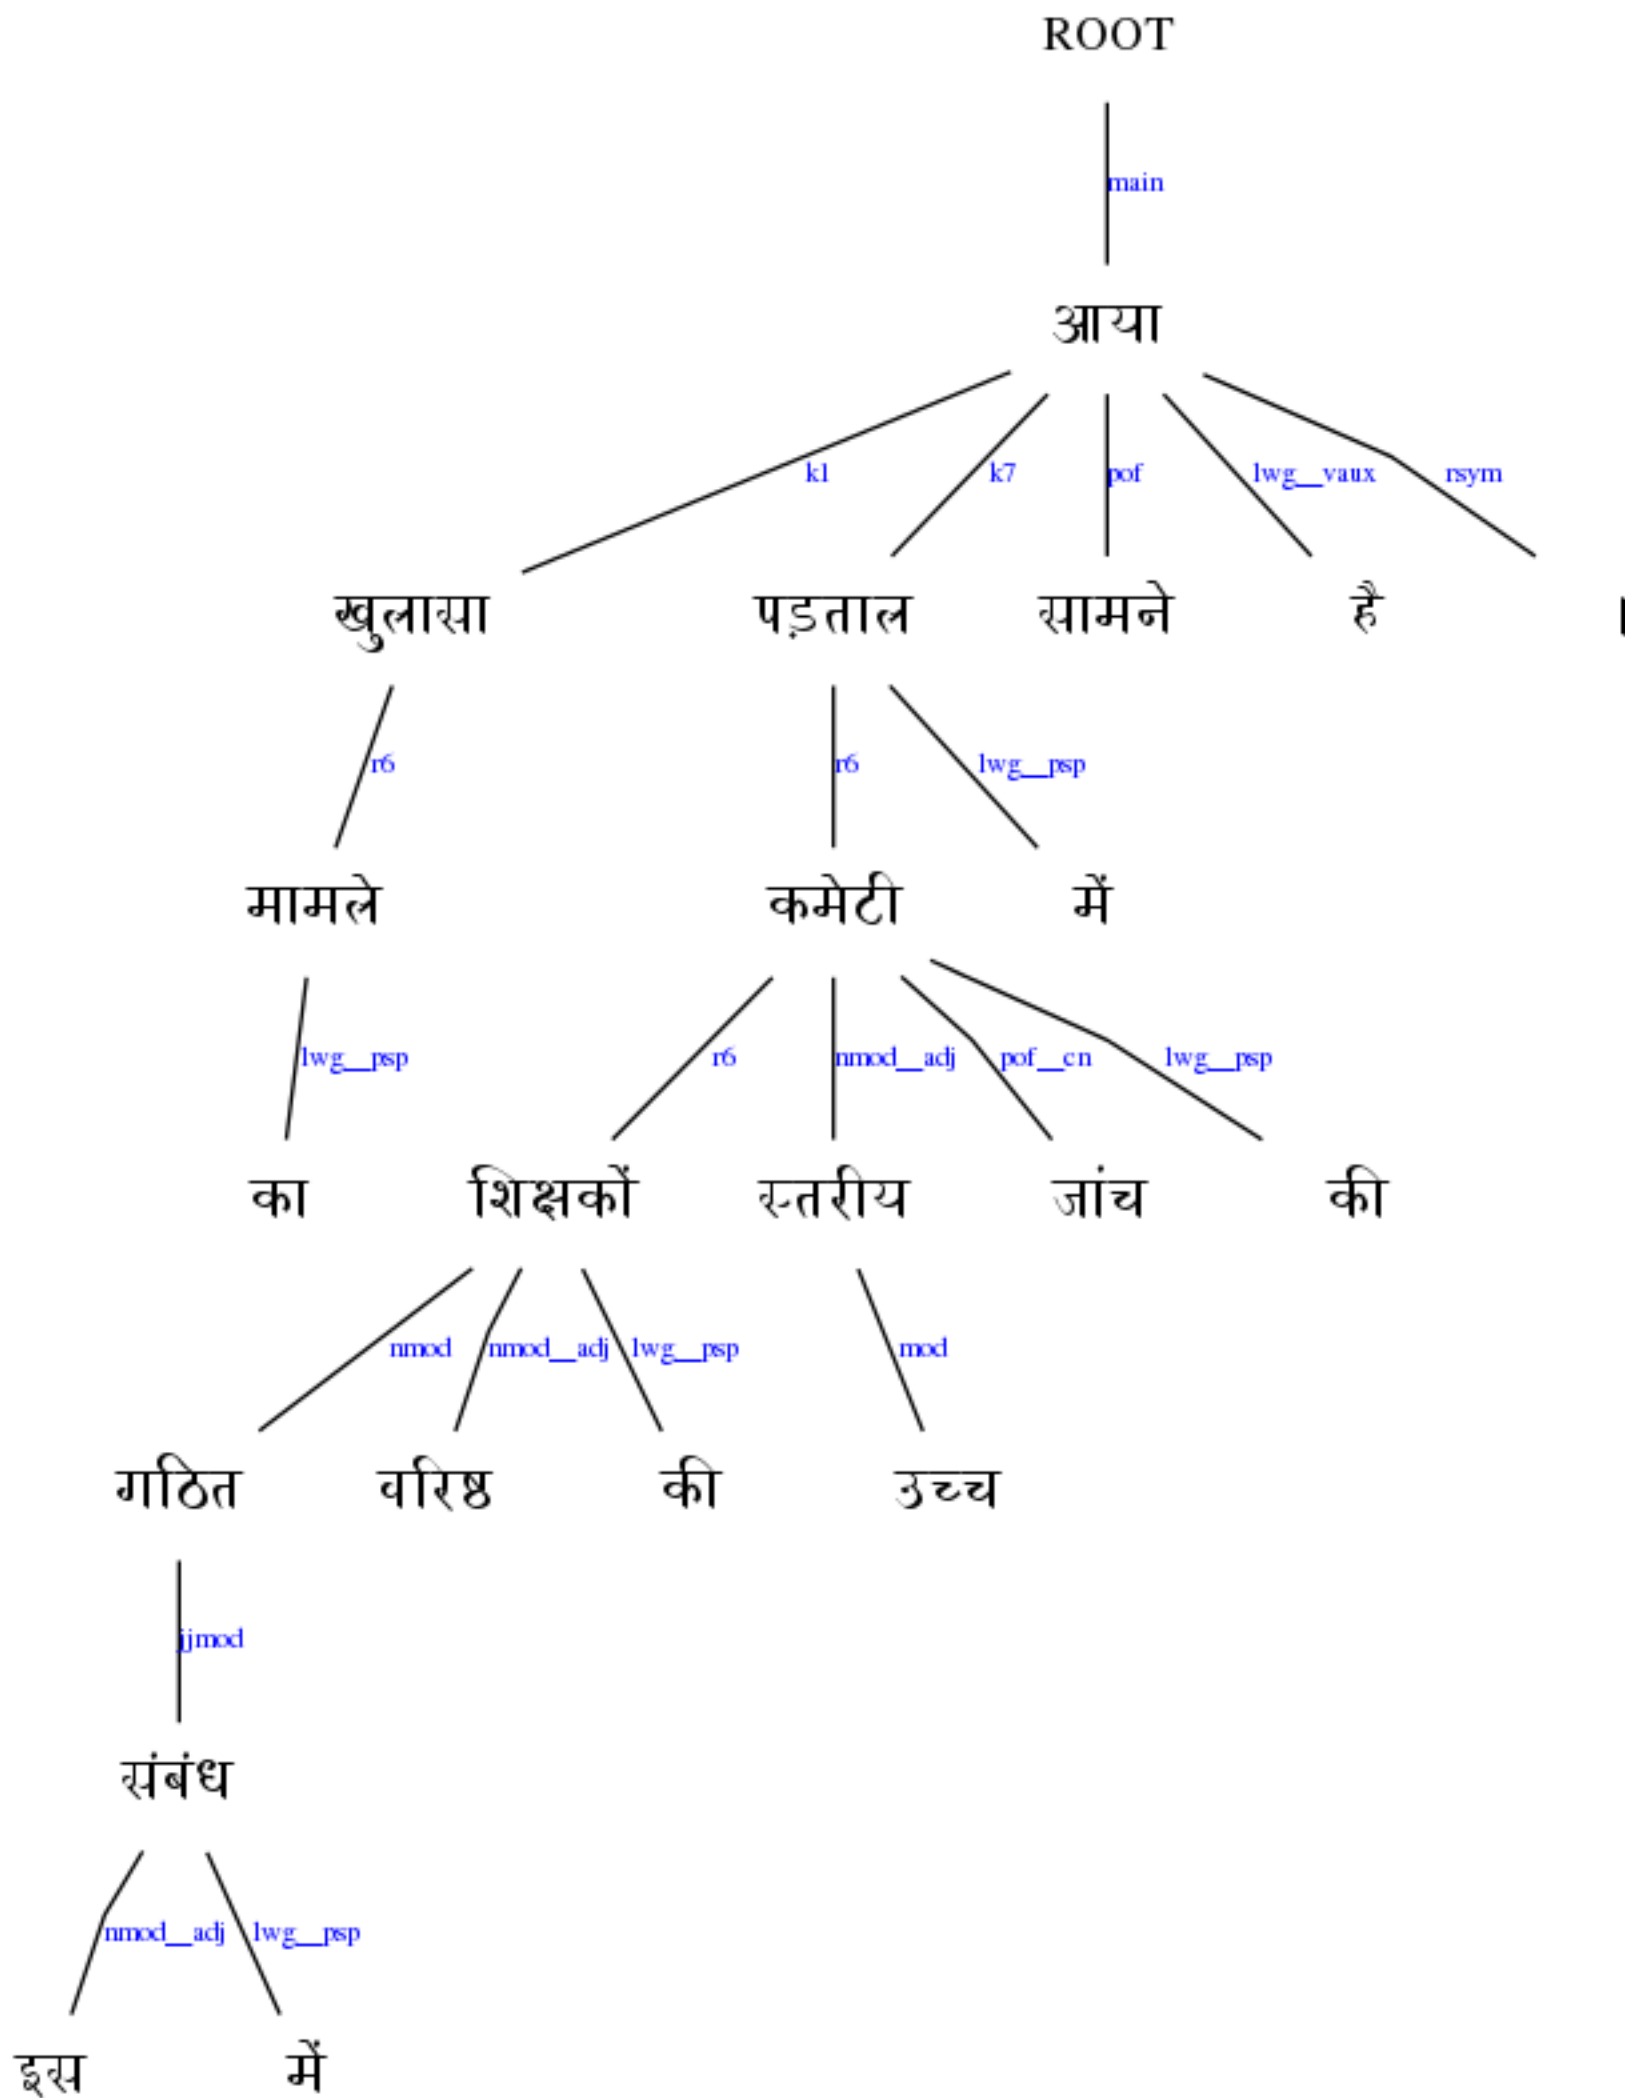 ROOT
main
आया
k1 k7 pof lwg__vaux rsym
खुलासा पड़ताल सामने है ।
r6 r6 lwg__psp
मामले कमेटी में
lwg__psp r6 nmod__adj pof__cn lwg__psp
का शिक्षकों स्तरीय जांच की
nmod nmod__adj lwg__psp mod
गठित वरिष्ठ की उच्च
jjmod
संबंध
nmod__adj lwg__psp
इस में